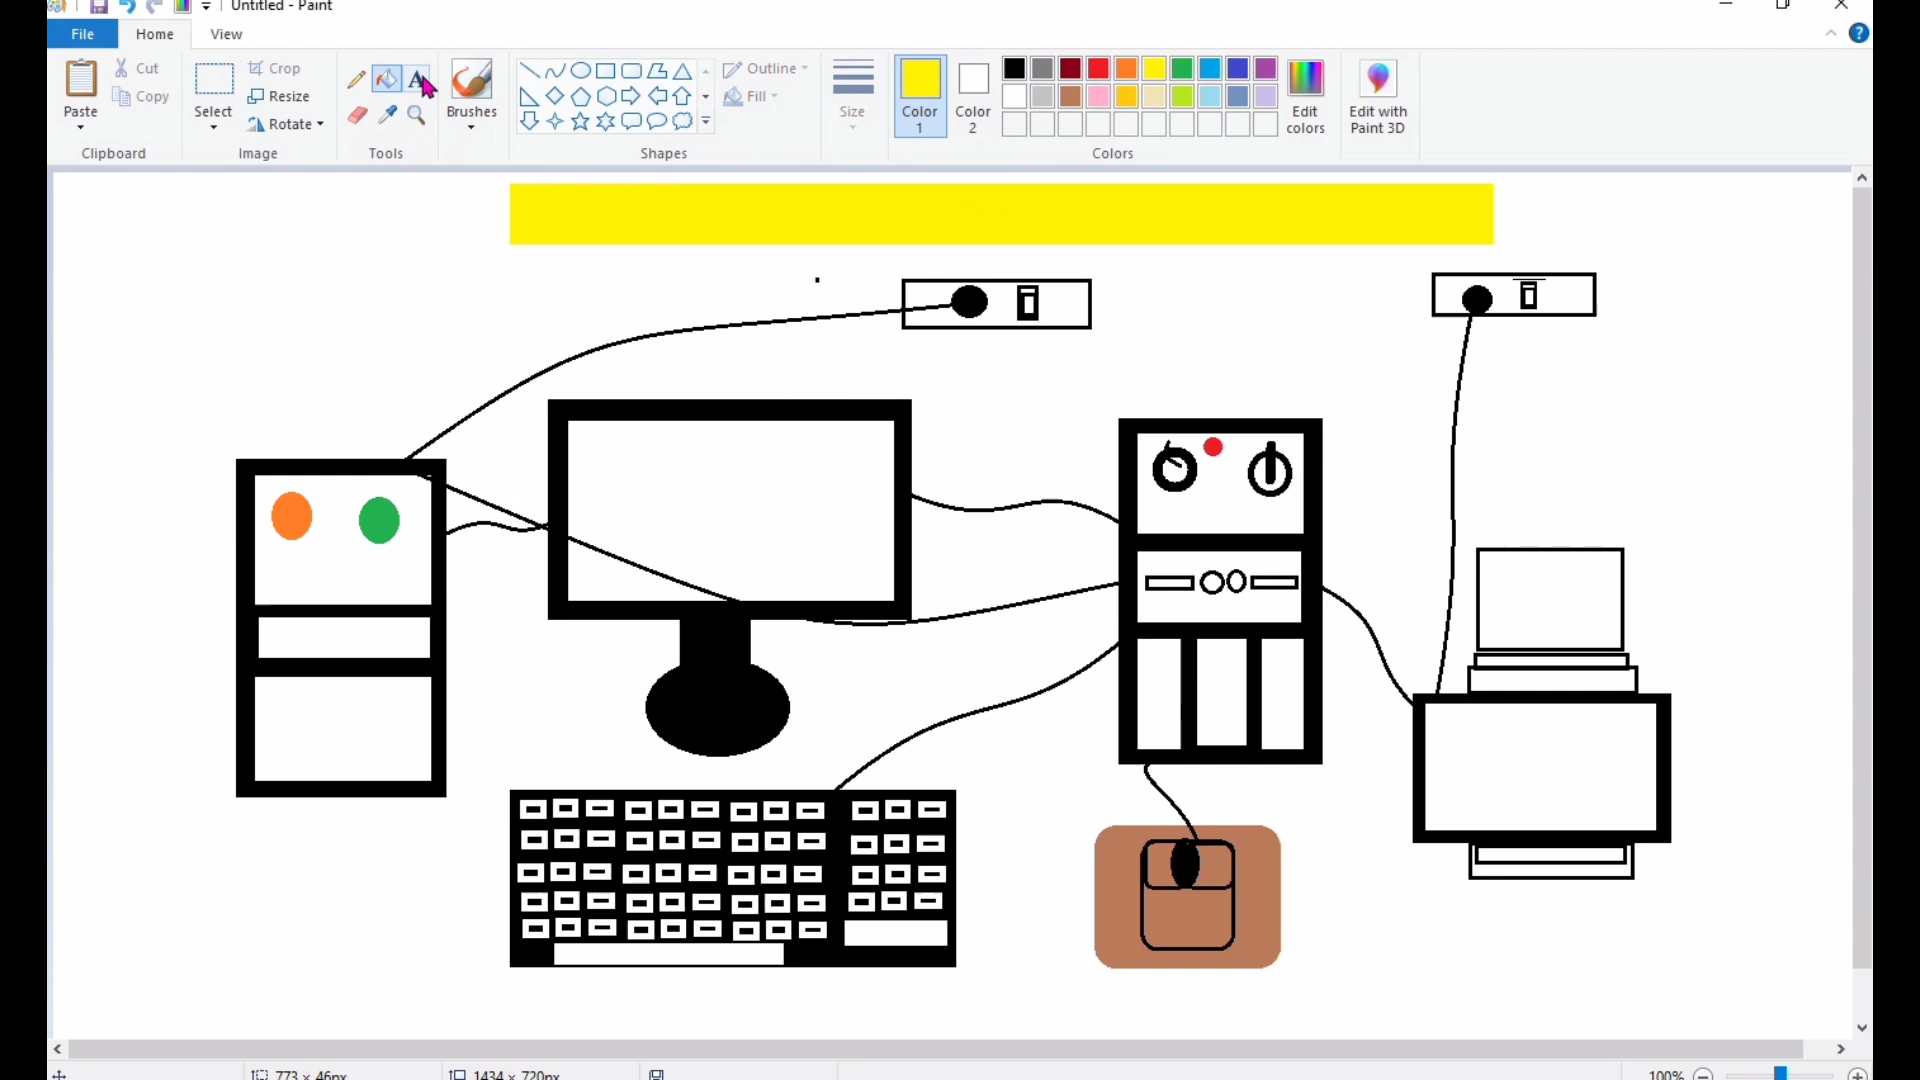 Untitled - Paint
File Home View
Paste
Cut
Copy
Clipboard
Select
Crop
Resize
Rotate
Image
A
Tools
Brushes
Shapes
Outline
Fill
Size
Color 1
Color 2
Edit colors
Colors
Edit with Paint 3D
773 × 46px
1434 × 720px
100%